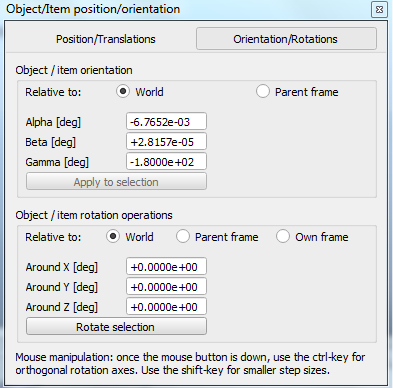 Object/Item position/orientation
Position/Translations Orientation/Rotations
Object / item orientation
Relative to: World Parent frame
Alpha [deg] -6.7652e-03
Beta [deg] +2.8157e-05
Gamma [deg] -1.8000e+02
Apply to selection
Object / item rotation operations
Relative to: World Parent frame Own frame
Around X [deg] +0.0000e+00
Around Y [deg] +0.0000e+00
Around Z [deg] +0.0000e+00
Rotate selection
Mouse manipulation: once the mouse button is down, use the ctrl-key for
orthogonal rotation axes. Use the shift-key for smaller step sizes.